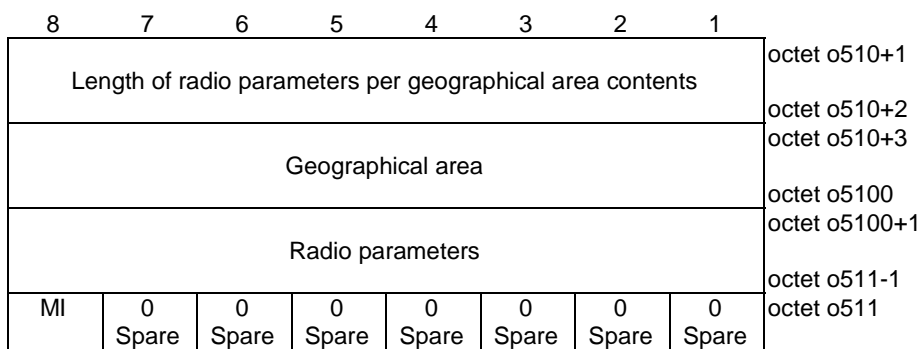 8 7 6 5 4 3 2 1
octet o510+1
Length of radio parameters per geographical area contents
octet o510+2
octet o510+3
Geographical area
octet o5100
octet o5100+1
Radio parameters
octet o511-1
MI 0 0 0 0 0 0 0 octet o511
Spare Spare Spare Spare Spare Spare Spare